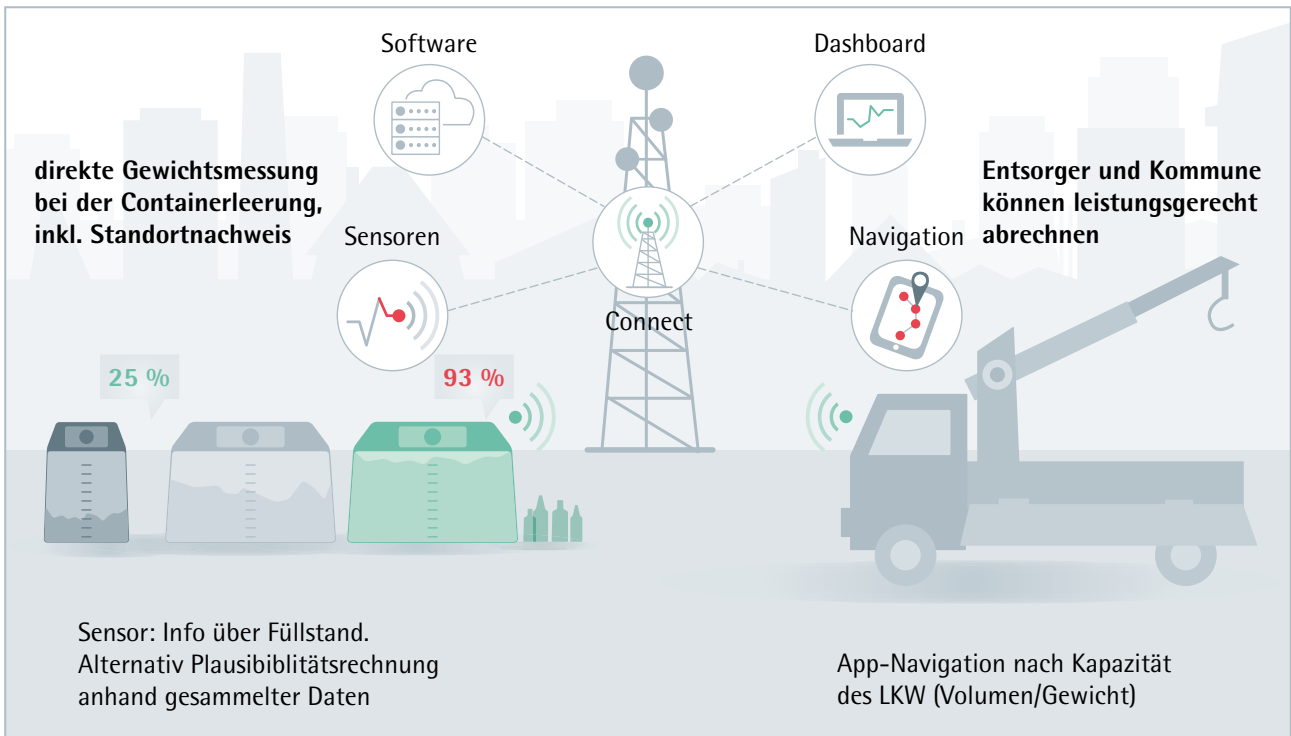 Software
Dashboard
direkte Gewichtsmessung
bei der Containerleerung,
inkl. Standortnachweis
Entsorger und Kommune
können leistungsgerecht
abrechnen
Sensoren
Navigation
Connect
25 %
93 %
Sensor: Info über Füllstand.
Alternativ Plausibiblitätsrechnung
anhand gesammelter Daten
App-Navigation nach Kapazität
des LKW (Volumen/Gewicht)